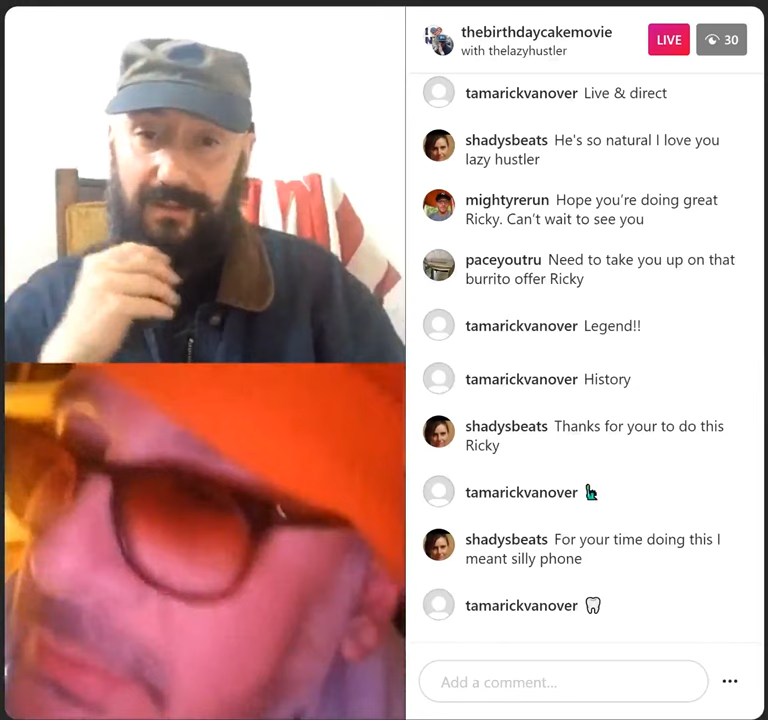 thebirthdaycakemovie
with thelazyhustler
LIVE
30
tamarickvanover Live & direct
shadysbeats He's so natural I love you
lazy hustler
mightyrerun Hope you’re doing great
Ricky. Can’t wait to see you
paceyoutru Need to take you up on that
burrito offer Ricky
tamarickvanover Legend!!
tamarickvanover History
shadysbeats Thanks for your to do this
Ricky
tamarickvanover
shadysbeats For your time doing this I
meant silly phone
tamarickvanover 🦷
Add a comment...